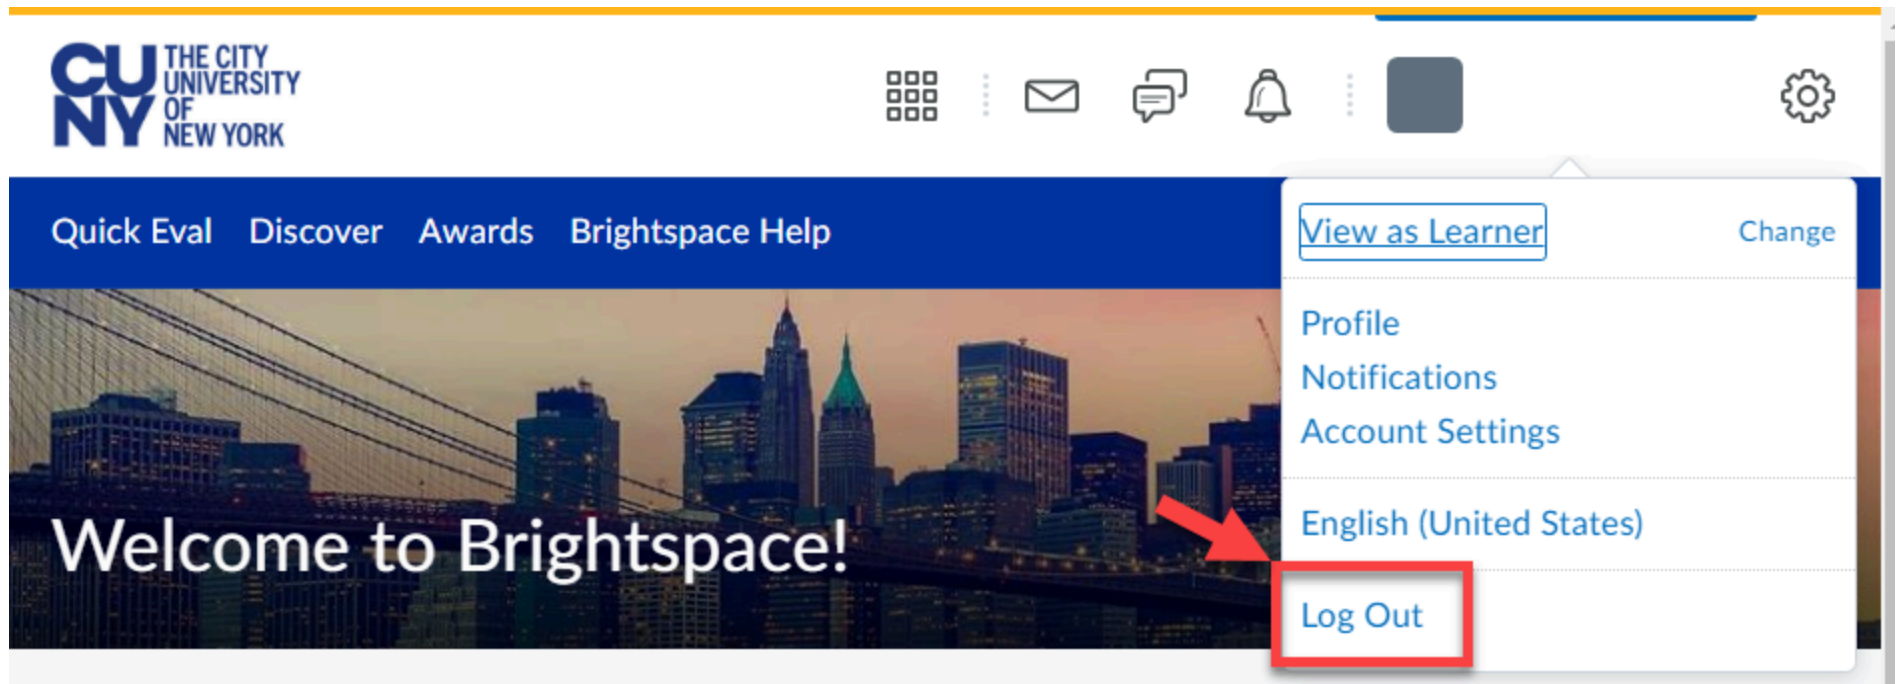 CUNY THE CITY
UNIVERSITY
OF
NEW YORK
Quick Eval Discover Awards Brightspace Help
View as Learner Change
Profile
Notifications
Account Settings
English (United States)
Log Out
Welcome to Brightspace!